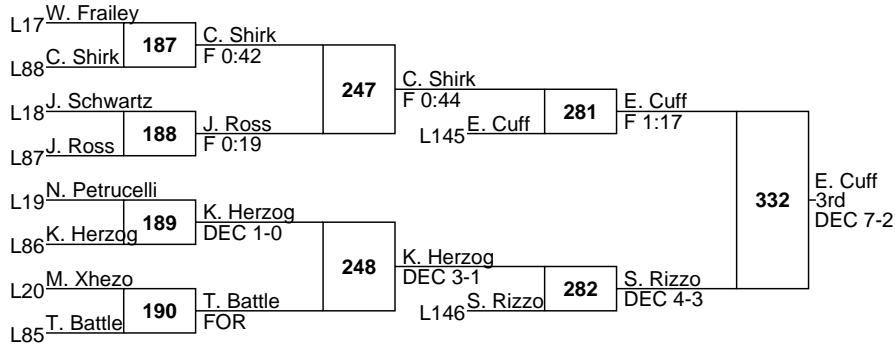 W. Frailey
L17
187
C. Shirk
F 0:42
C. Shirk
L88
247
C. Shirk
F 0:44
J. Schwartz
L18
188
J. Ross
F 0:19
J. Ross
L87
E. Cuff
L145
281
E. Cuff
F 1:17
N. Petrucelli
L19
189
K. Herzog
DEC 1-0
K. Herzog
L86
248
K. Herzog
DEC 3-1
M. Xhezo
L20
190
T. Battle
FOR
T. Battle
L85
S. Rizzo
L146
282
S. Rizzo
DEC 4-3
332
E. Cuff
3rd
DEC 7-2